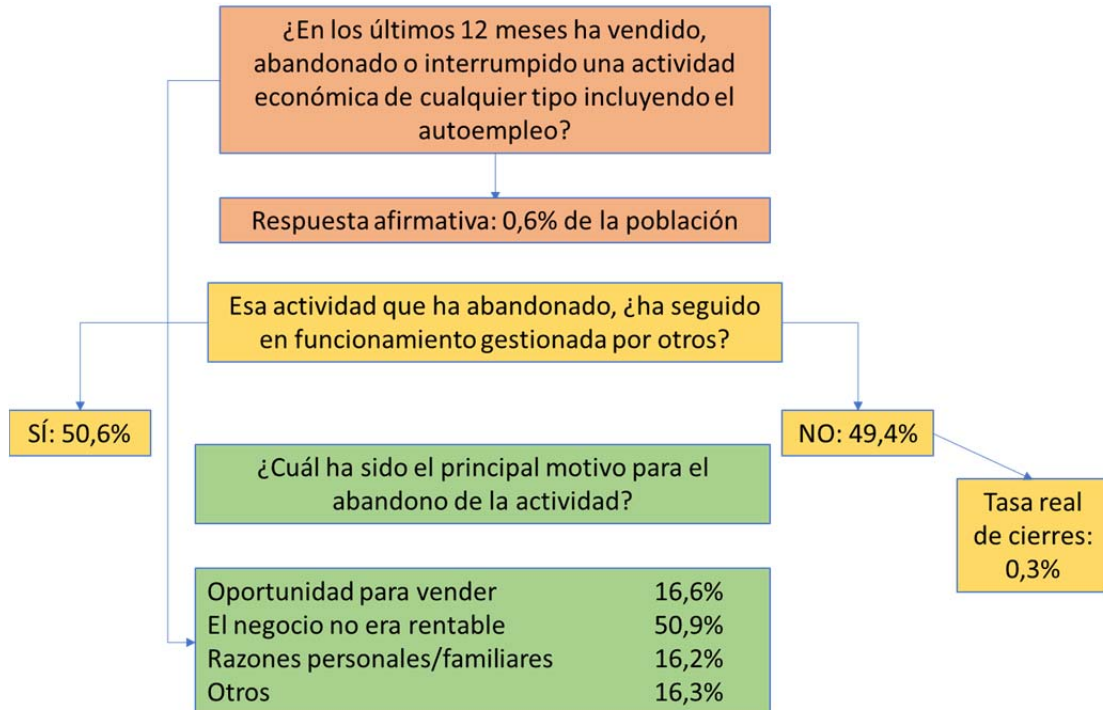 ¿En los últimos 12 meses ha vendido,
abandonado o interrumpido una actividad
económica de cualquier tipo incluyendo el
autoempleo?
Respuesta afirmativa: 0,6% de la población
Esa actividad que ha abandonado, ¿ha seguido
en funcionamiento gestionada por otros?
SÍ: 50,6%
NO: 49,4%
¿Cuál ha sido el principal motivo para el
abandono de la actividad?
Tasa real
de cierres:
0,3%
Oportunidad para vender 16,6%
El negocio no era rentable 50,9%
Razones personales/familiares 16,2%
Otros 16,3%